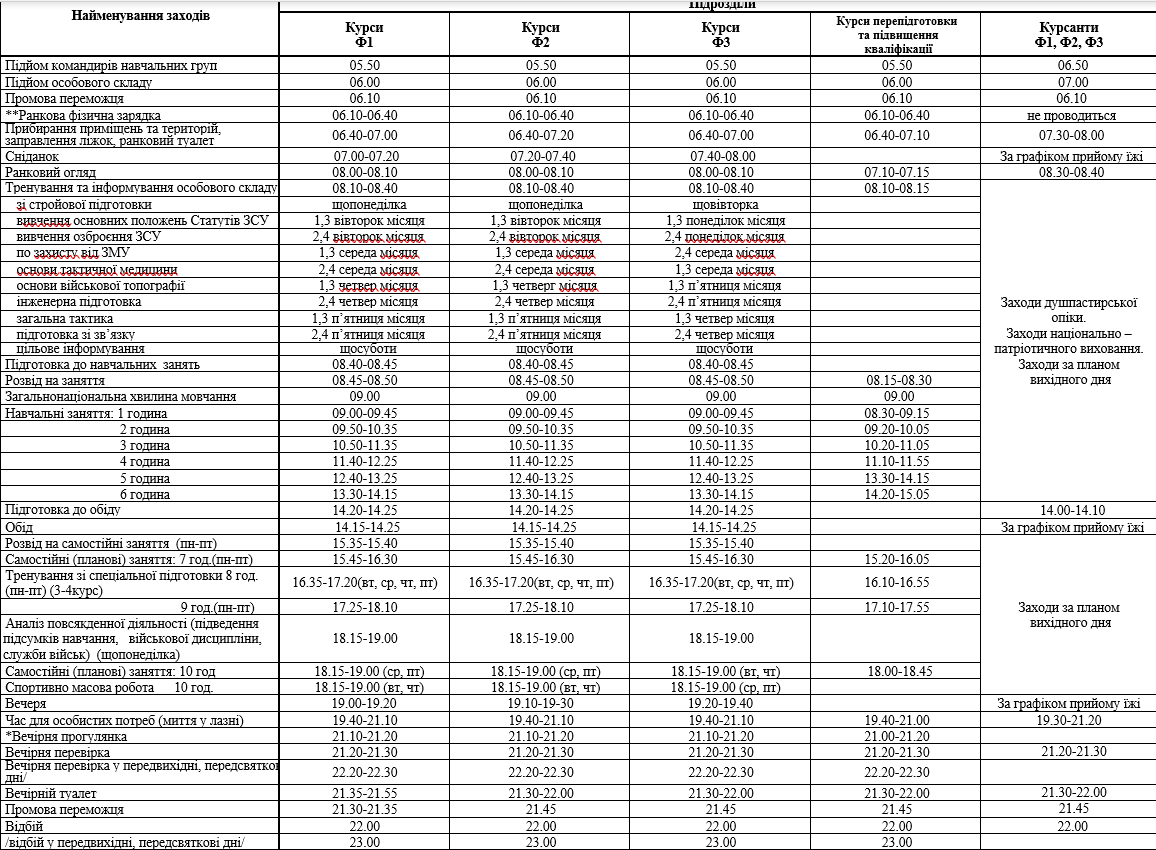 Підрозділи
Найменування заходів | Курси Ф1 | Курси Ф2 | Курси Ф3 | Курси перепідготовки та підвищення кваліфікації | Курсанти Ф1, Ф2, Ф3
Підйом командирів навчальних груп | 05.50 | 05.50 | 05.50 | 05.50 | 06.50
Підйом особового складу | 06.00 | 06.00 | 06.00 | 06.00 | 07.00
Промова переможця | 06.10 | 06.10 | 06.10 | 06.10 | 06.10
**Ранкова фізична зарядка | 06.10-06.40 | 06.10-06.40 | 06.10-06.40 | 06.10-06.40 | не проводиться
Прибирання приміщень та територій, заправлення ліжок, ранковий туалет | 06.40-07.00 | 06.40-07.20 | 06.40-07.00 | 06.40-07.10 | 07.30-08.00
Сніданок | 07.00-07.20 | 07.20-07.40 | 07.40-08.00 | | За графіком прийому їжі
Ранковий огляд | 08.00-08.10 | 08.00-08.10 | 08.00-08.10 | 07.10-07.15 | 08.30-08.40
Тренування та інформування особового складу | 08.10-08.40 | 08.10-08.40 | 08.10-08.40 | 08.10-08.15
зі стройової підготовки | щопонеділка | щопонеділка | щовівторка
вивчення основних положень Статутів ЗСУ | 1,3 вівторок місяця | 1,3 вівторок місяця | 1,3 понеділок місяця
вивчення озброєння ЗСУ | 2,4 вівторок місяця | 2,4 вівторок місяця | 2,4 понеділок місяця
по захисту від ЗМУ | 1,3 середа місяця | 1,3 середа місяця | 2,4 середа місяця
основи тактичної медицини | 2,4 середа місяця | 2,4 середа місяця | 1,3 середа місяця
основи військової топографії | 1,3 четвер місяця | 1,3 четверг місяця | 1,3 п’ятниця місяця
інженерна підготовка | 2,4 четвер місяця | 2,4 четвер місяця | 2,4 п’ятниця місяця
загальна тактика | 1,3 п’ятниця місяця | 1,3 п’ятниця місяця | 1,3 четвер місяця
підготовка зі зв’язку | 2,4 п’ятниця місяця | 2,4 п’ятниця місяця | 2,4 четвер місяця
цільове інформування | щосуботи | щосуботи | щосуботи
Заходи душпастирської опіки.
Заходи національно – патріотичного виховання.
Заходи за планом вихідного дня
Підготовка до навчальних занять | 08.40-08.45 | 08.40-08.45 | 08.40-08.45
Розвід на заняття | 08.45-08.50 | 08.45-08.50 | 08.45-08.50 | 08.15-08.30
Загальнонаціональна хвилина мовчання | 09.00 | 09.00 | 09.00 | 09.00
Навчальні заняття: 1 година | 09.00-09.45 | 09.00-09.45 | 09.00-09.45 | 08.30-09.15
2 година | 09.50-10.35 | 09.50-10.35 | 09.50-10.35 | 09.20-10.05
3 година | 10.50-11.35 | 10.50-11.35 | 10.50-11.35 | 10.20-11.05
4 година | 11.40-12.25 | 11.40-12.25 | 11.40-12.25 | 11.10-11.55
5 година | 12.40-13.25 | 12.40-13.25 | 12.40-13.25 | 13.30-14.15
6 година | 13.30-14.15 | 13.30-14.15 | 13.30-14.15 | 14.20-15.05
Підготовка до обіду | 14.20-14.25 | 14.20-14.25 | 14.20-14.25 | | 14.00-14.10
Обід | 14.15-14.25 | 14.15-14.25 | 14.15-14.25 | | За графіком прийому їжі
Розвід на самостійні заняття (пн-пт) | 15.35-15.40 | 15.35-15.40 | 15.35-15.40
Самостійні (планові) заняття: 7 год.(пн-пт) | 15.45-16.30 | 15.45-16.30 | 15.45-16.30 | 15.20-16.05
Тренування зі спеціальної підготовки 8 год. (пн-пт) (3-4курс) | 16.35-17.20(вт, ср, чт, пт) | 16.35-17.20(вт, ср, чт, пт) | 16.35-17.20(вт, ср, чт, пт) | 16.10-16.55
9 год.(пн-пт) | 17.25-18.10 | 17.25-18.10 | 17.25-18.10 | 17.10-17.55 | Заходи за планом вихідного дня
Аналіз повсякденної діяльності (підведення підсумків навчання, військової дисципліни, служби військ) (щопонеділка) | 18.15-19.00 | 18.15-19.00 | 18.15-19.00
Самостійні (планові) заняття: 10 год | 18.15-19.00 (ср, пт) | 18.15-19.00 (ср, пт) | 18.15-19.00 (вт, чт) | 18.00-18.45
Спортивно масова робота 10 год. | 18.15-19.00 (вт, чт) | 18.15-19.00 (вт, чт) | 18.15-19.00 (ср, пт)
Вечеря | 19.00-19.20 | 19.10-19-30 | 19.20-19.40 | | За графіком прийому їжі
Час для особистих потреб (миття у лазні) | 19.40-21.10 | 19.40-21.10 | 19.40-21.10 | 19.40-21.00 | 19.30-21.20
*Вечірня прогулянка | 21.10-21.20 | 21.10-21.20 | 21.10-21.20 | 21.00-21.20
Вечірня перевірка | 21.20-21.30 | 21.20-21.30 | 21.20-21.30 | 21.20-21.30 | 21.20-21.30
Вечірня перевірка у передвихідні, передсвятков дні/ | 22.20-22.30 | 22.20-22.30 | 22.20-22.30 | 22.20-22.30
Вечірній туалет | 21.35-21.55 | 21.30-22.00 | 21.30-22.00 | 21.30-22.00 | 21.30-22.00
Промова переможця | 21.30-21.35 | 21.45 | 21.45 | 21.45 | 21.45
Відбій | 22.00 | 22.00 | 22.00 | 22.00 | 22.00
/відбій у передвихідні, передсвяткові дні/ | 23.00 | 23.00 | 23.00 | 23.00